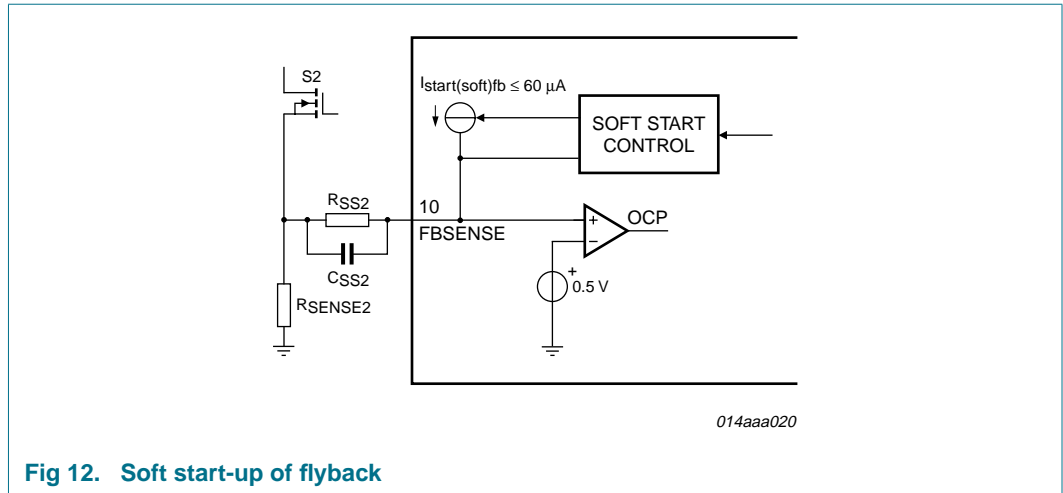 S2
Istart(soft)fb ≤ 60 μA
SOFT START
CONTROL
RSS2
10
FBSENSE
OCP
+
−
CSS2
+
0.5 V
RSENSE2
014aaa020
Fig 12. Soft start-up of flyback